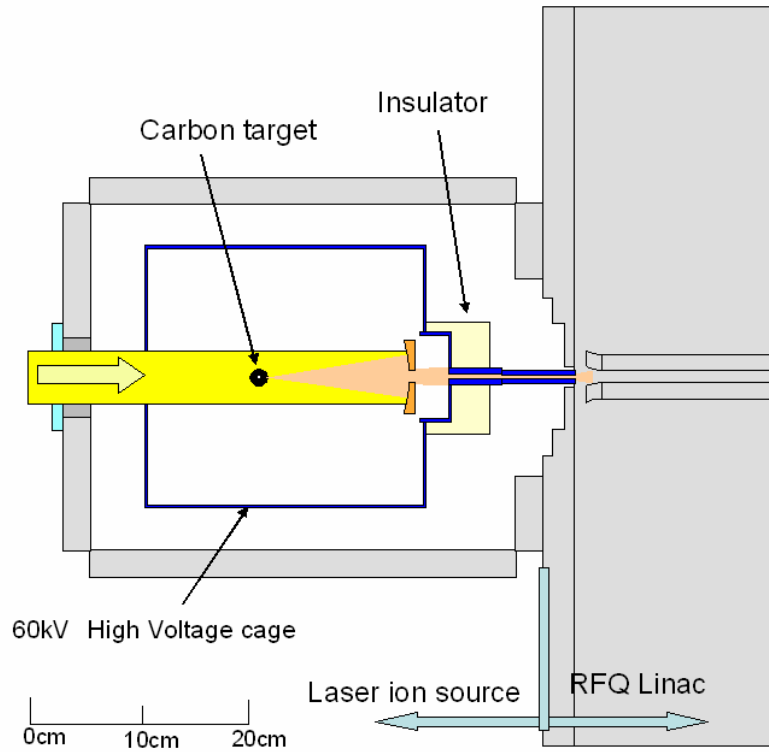 Insulator
Carbon target
60kV High Voltage cage
Laser ion source
RFQ Linac
0cm
10cm
20cm